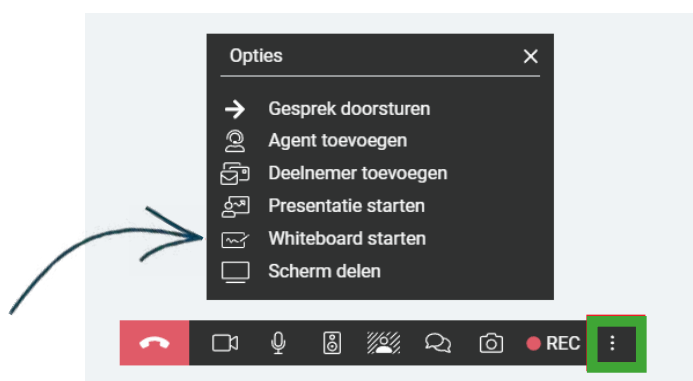 Opties
Gesprek doorsturen
Agent toevoegen
Deelnemer toevoegen
Presentatie starten
Whiteboard starten
Scherm delen
REC